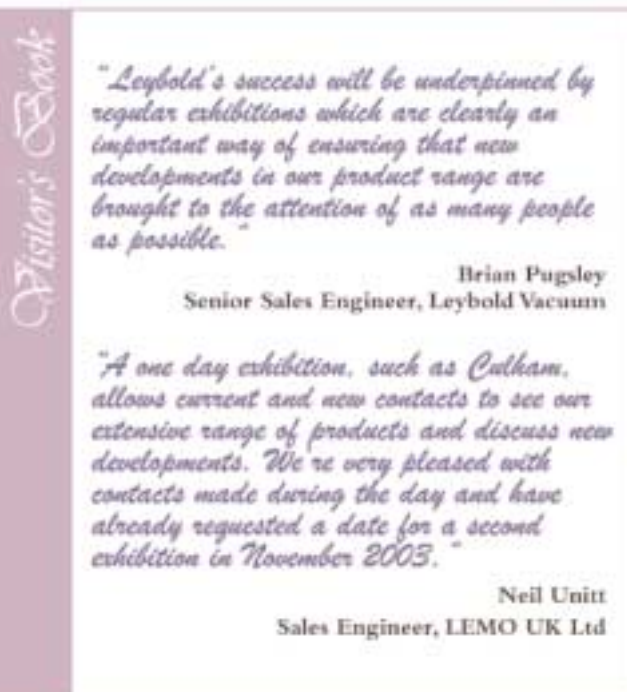 Visitor's Book
"Leybold's success will be underpinned by
regular exhibitions which are clearly an
important way of ensuring that new
developments in our product range are
brought to the attention of as many people
as possible."
Brian Pugsley
Senior Sales Engineer, Leybold Vacuum
"A one day exhibition, such as Culham,
allows current and new contacts to see our
extensive range of products and discuss new
developments. We re very pleased with
contacts made during the day and have
already requested a date for a second
exhibition in November 2003."
Neil Unitt
Sales Engineer, LEMO UK Ltd